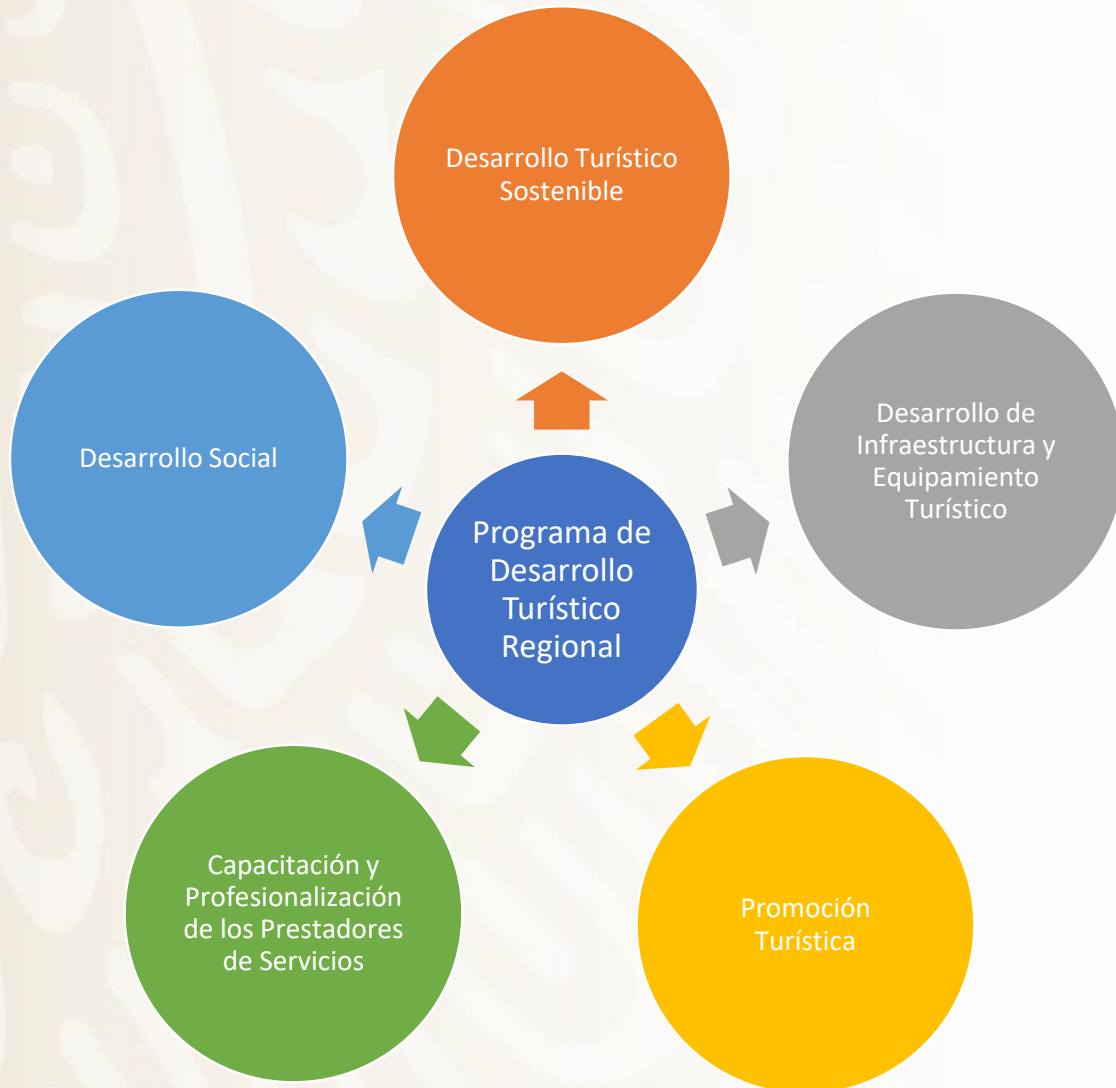 Desarrollo Turístico
Sostenible
Desarrollo de
Infraestructura y
Equipamiento
Turístico
Desarrollo Social
Programa de
Desarrollo
Turístico
Regional
Capacitación y
Profesionalización
de los Prestadores
de Servicios
Promoción
Turística